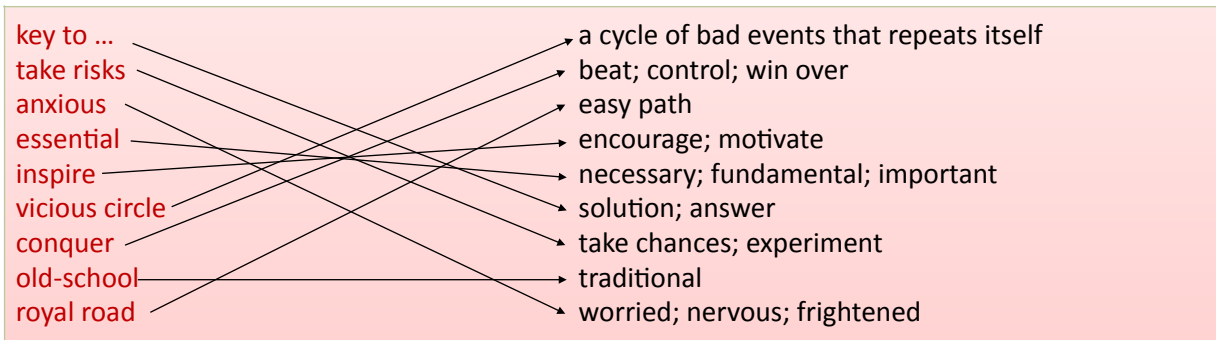 key to ... a cycle of bad events that repeats itself
take risks beat; control; win over
anxious easy path
essential encourage; motivate
inspire necessary; fundamental; important
vicious circle solution; answer
conquer take chances; experiment
old-school traditional
royal road worried; nervous; frightened